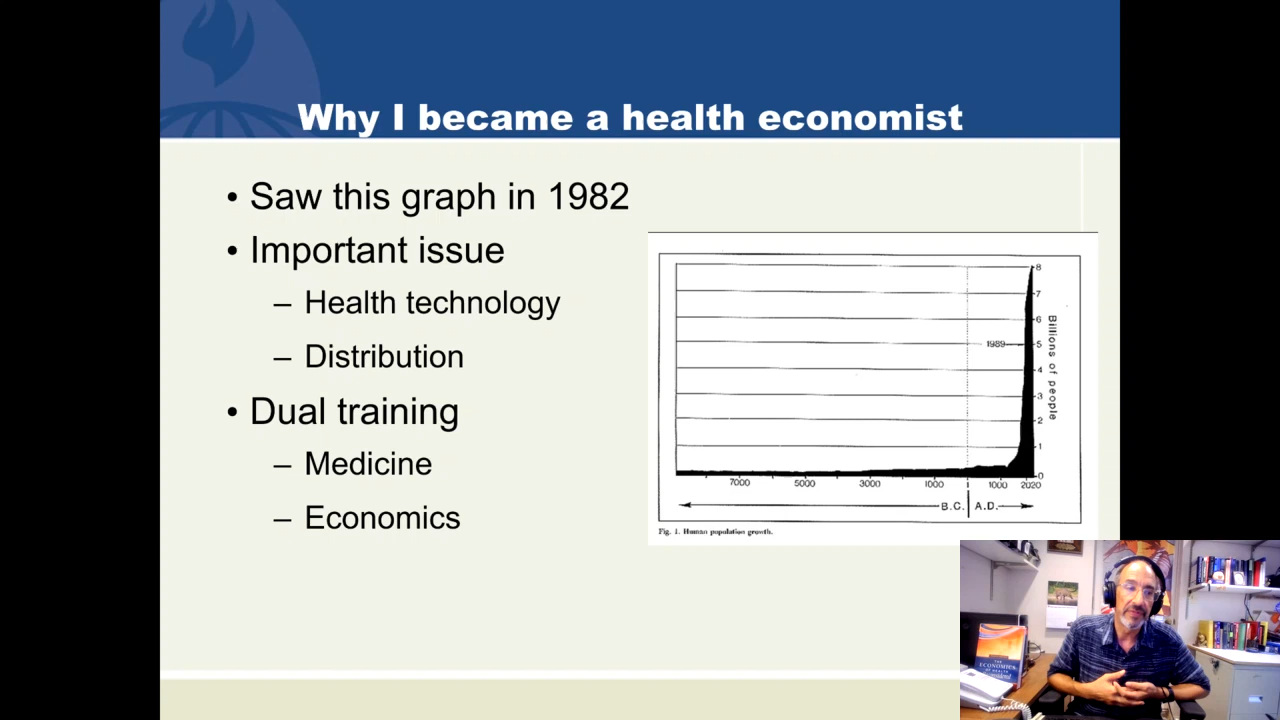 Why I became a health economist
• Saw this graph in 1982
• Important issue
– Health technology
– Distribution
• Dual training
– Medicine
– Economics
8
7
6
1989 5
4
3
2
1
0
Billions of people
7000 5000 3000 1000 1000 2020
B.C. A.D.
Fig. 1. Human population growth.
THE
ECONOMICS